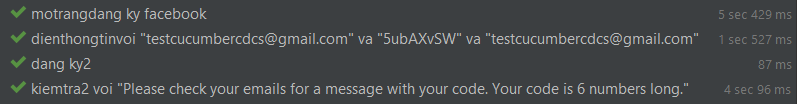 motrangdang ky facebook 5 sec 429 ms
dienthongtinvoi "testcucumbercdcs@gmail.com" va "5ubAXvSW" va "testcucumbercdcs@gmail.com" 1 sec 527 ms
dang ky2 87 ms
kiemtra2 voi "Please check your emails for a message with your code. Your code is 6 numbers long." 4 sec 96 ms